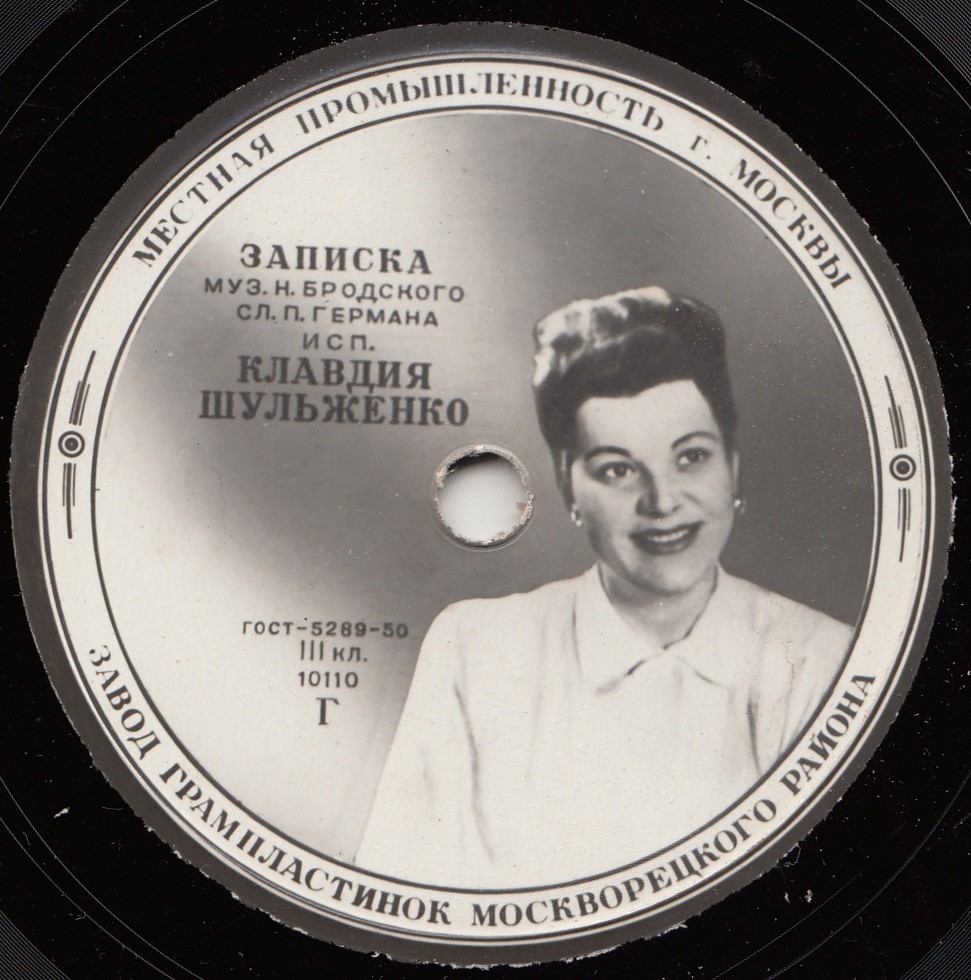 МЕСТНАЯ ПРОМЫШЛЕННОСТЬ г. МОСКВЫ
ЗАПИСКА
МУЗ. Н. БРОДСКОГО
СЛ. П. ГЕРМАНА
ИСП.
КЛАВДИЯ
ШУЛЬЖЕНКО
ГОСТ-5289-50
III КЛ.
10110
Г
ЗАВОД ГРАМПЛАСТИНОК МОСКВОРЕЦКОГО РАЙОНА